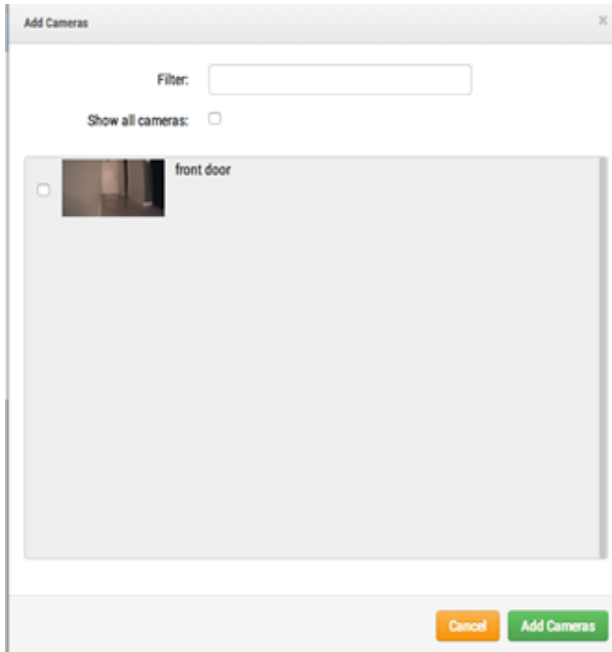 Add Cameras
Filter:
Show all cameras:
front door
Cancel
Add Cameras